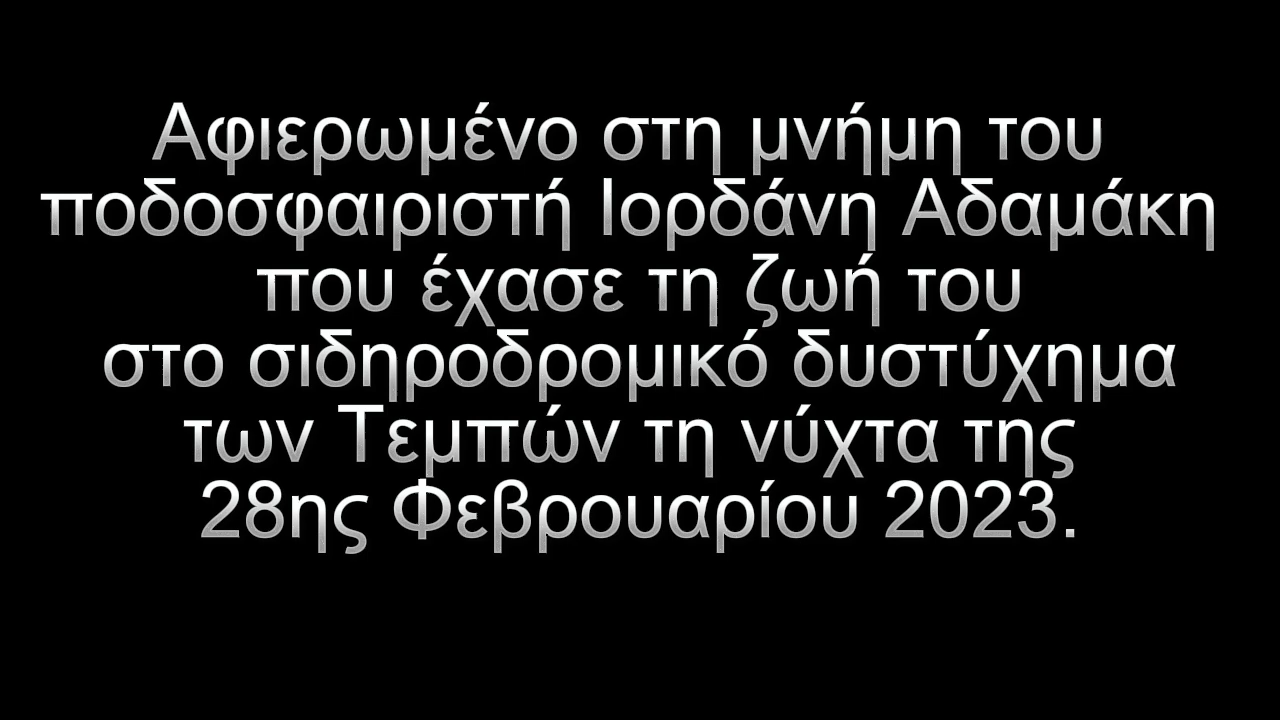 Αφιερωμένο στη μνήμη του
ποδοσφαιριστή Ιορδάνη Αδαμάκη
που έχασε τη ζωή του
στο σιδηροδρομικό δυστύχημα
των Τεμπών τη νύχτα της
28ης Φεβρουαρίου 2023.